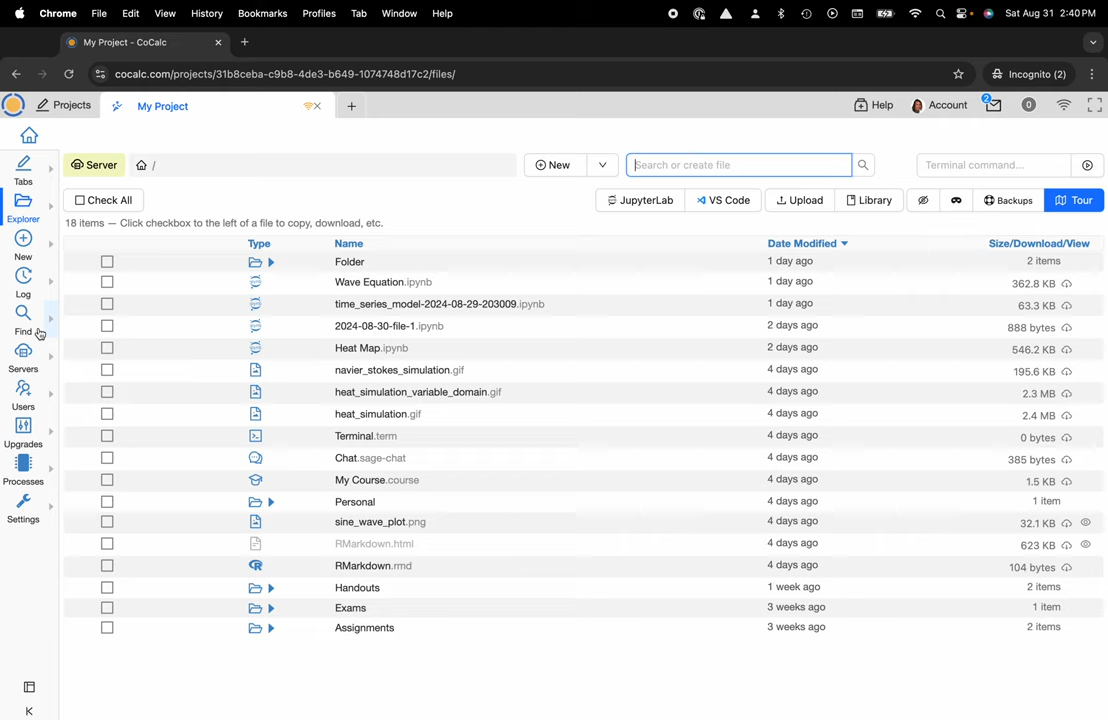 Chrome File Edit View History Bookmarks Profiles Tab Window Help Sat Aug 31 2:40 PM
My Project - CoCalc
cocalc.com/projects/31b8ceba-c9b8-4de3-b649-1074748d17c2/files/ Incognito (2)
Projects My Project Help Account 2 0
Server / New Search or create file Terminal command...
Tabs
Check All JupyterLab VS Code Upload Library Backups Tour
Explorer
18 items — Click checkbox to the left of a file to copy, download, etc.
Type Name Date Modified Size/Download/View
New
Folder 1 day ago 2 items
Wave Equation.ipynb 1 day ago 362.8 KB
Log
time_series_model-2024-08-29-203009.ipynb 1 day ago 63.3 KB
2024-08-30-file-1.ipynb 2 days ago 888 bytes
Find
Heat Map.ipynb 2 days ago 546.2 KB
navier_stokes_simulation.gif 4 days ago 195.6 KB
Servers
heat_simulation_variable_domain.gif 4 days ago 2.3 MB
Users
heat_simulation.gif 4 days ago 2.4 MB
Terminal.term 4 days ago 0 bytes
Upgrades
Chat.sage-chat 4 days ago 385 bytes
My Course.course 4 days ago 1.5 KB
Processes
Personal 4 days ago 1 item
sine_wave_plot.png 4 days ago 32.1 KB
Settings
RMarkdown.html 4 days ago 623 KB
RMarkdown.rmd 4 days ago 104 bytes
Handouts 1 week ago 2 items
Exams 3 weeks ago 1 item
Assignments 3 weeks ago 2 items